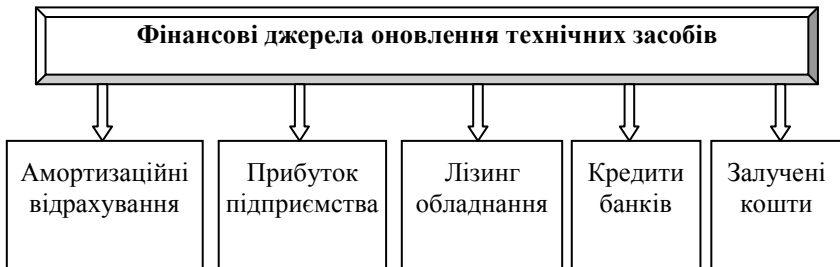 Фінансові джерела оновлення технічних засобів
Амортизаційні
відрахування
Прибуток
підприємства
Лізинг
обладнання
Кредити
банків
Залучені
кошти